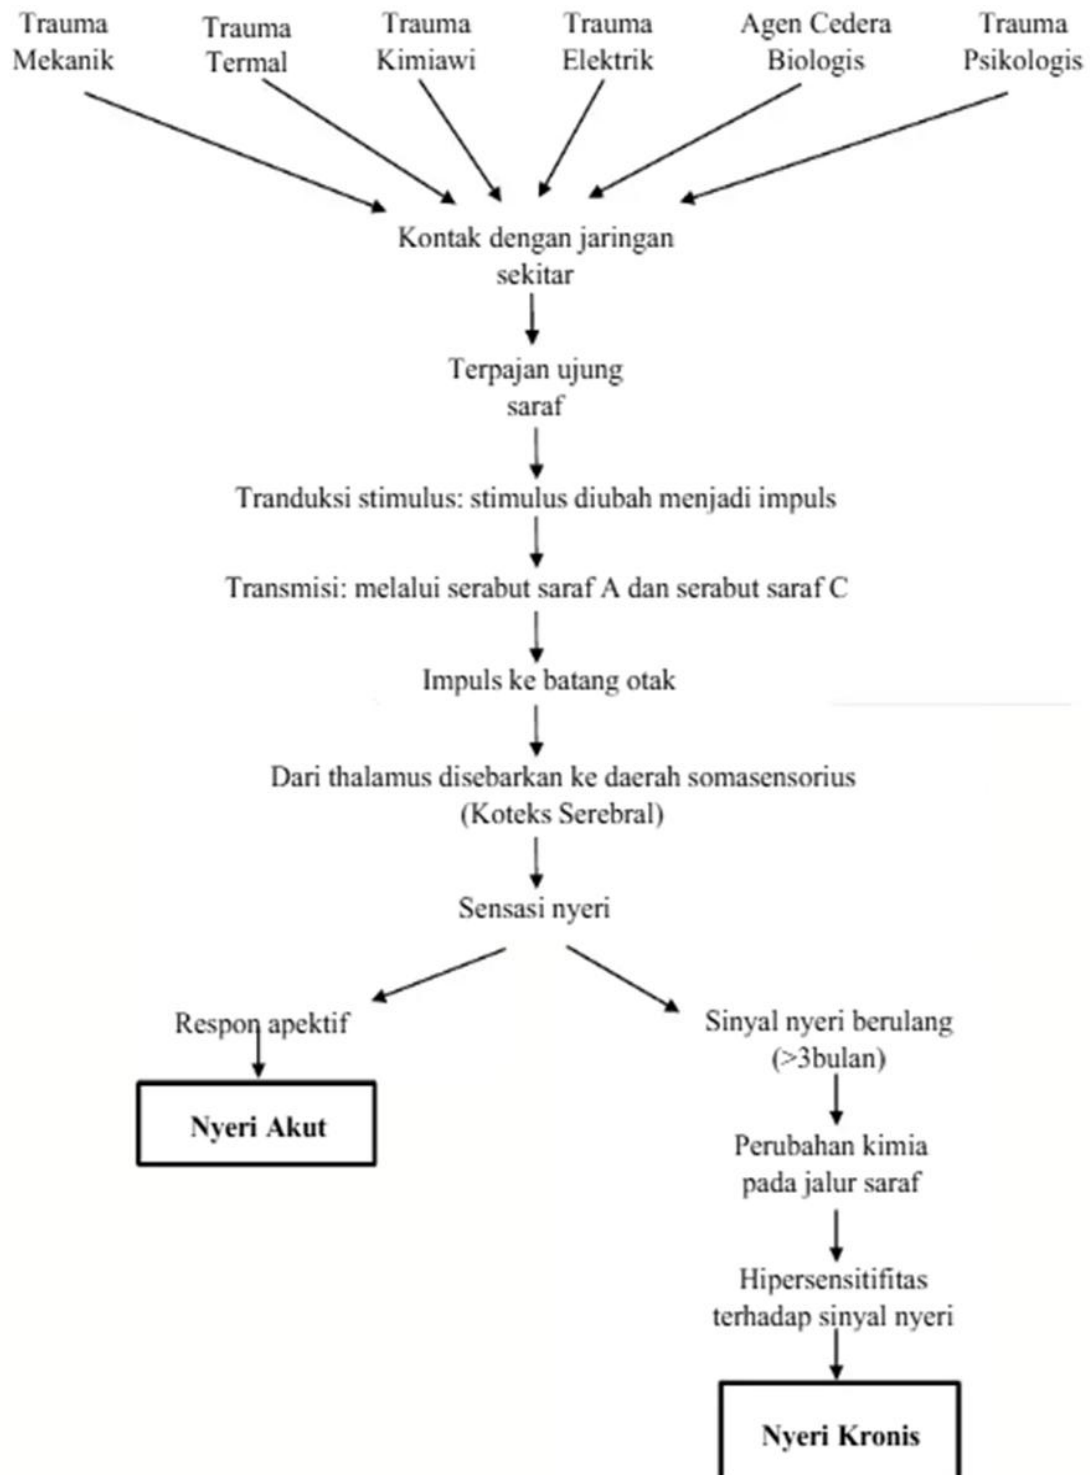 Trauma
Mekanik
Trauma
Termal
Trauma
Kimiawi
Trauma
Elektrik
Agen Cedera
Biologis
Trauma
Psikologis
Kontak dengan jaringan
sekitar
Terpajan ujung
saraf
Tranduksi stimulus: stimulus diubah menjadi impuls
Transmisi: melalui serabut saraf A dan serabut saraf C
Impuls ke batang otak
Dari thalamus disebarkan ke daerah somasensorius
(Koteks Serebral)
Sensasi nyeri
Respon apektif
Nyeri Akut
Sinyal nyeri berulang
(>3bulan)
Perubahan kimia
pada jalur saraf
Hipersensitifitas
terhadap sinyal nyeri
Nyeri Kronis